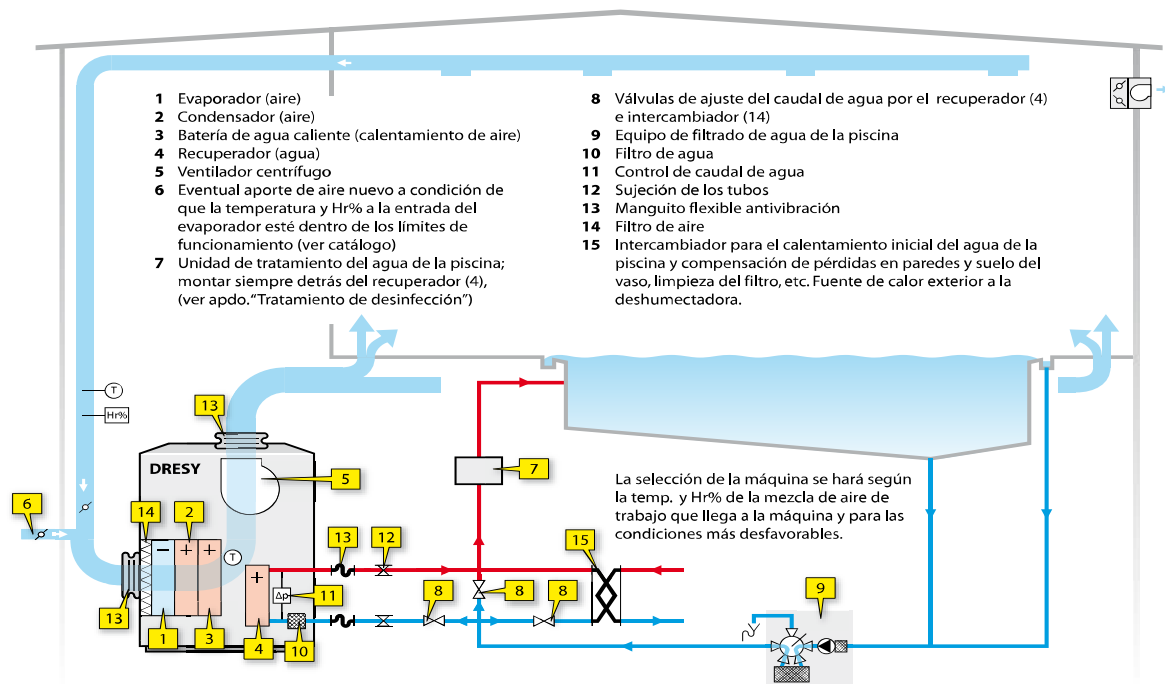 1 Evaporador (aire)
2 Condensador (aire)
3 Batería de agua caliente (calentamiento de aire)
4 Recuperador (agua)
5 Ventilador centrífugo
6 Eventual aporte de aire nuevo a condición de
que la temperatura y Hr% a la entrada del
evaporador esté dentro de los límites de
funcionamiento (ver catálogo)
7 Unidad de tratamiento del agua de la piscina;
montar siempre detrás del recuperador (4),
(ver apdo. "Tratamiento de desinfección")
8 Válvulas de ajuste del caudal de agua por el recuperador (4)
e intercambiador (14)
9 Equipo de filtrado de agua de la piscina
10 Filtro de agua
11 Control de caudal de agua
12 Sujeción de los tubos
13 Manguito flexible antivibración
14 Filtro de aire
15 Intercambiador para el calentamiento inicial del agua de la
piscina y compensación de pérdidas en paredes y suelo del
vaso, limpieza del filtro, etc. Fuente de calor exterior a la
deshumectadora.
T
Hr%
13
DRESY
5
7
La selección de la máquina se hará según
la temp. y Hr% de la mezcla de aire de
trabajo que llega a la máquina y para las
condiciones más desfavorables.
6
14
2
− + +
T
13
12
15
+
Δp
11
8
8
8
9
13
1
3
4
10